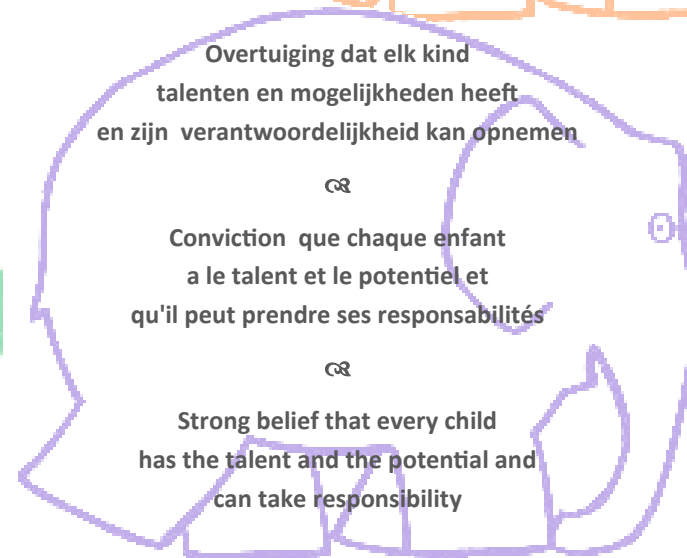 Overtuiging dat elk kind
talenten en mogelijkheden heeft
en zijn  verantwoordelijkheid kan opnemen
Conviction  que chaque enfant
a le talent et le potentiel et
qu'il peut prendre ses responsabilités
Strong belief that every child
has the talent and the potential and
can take responsibility